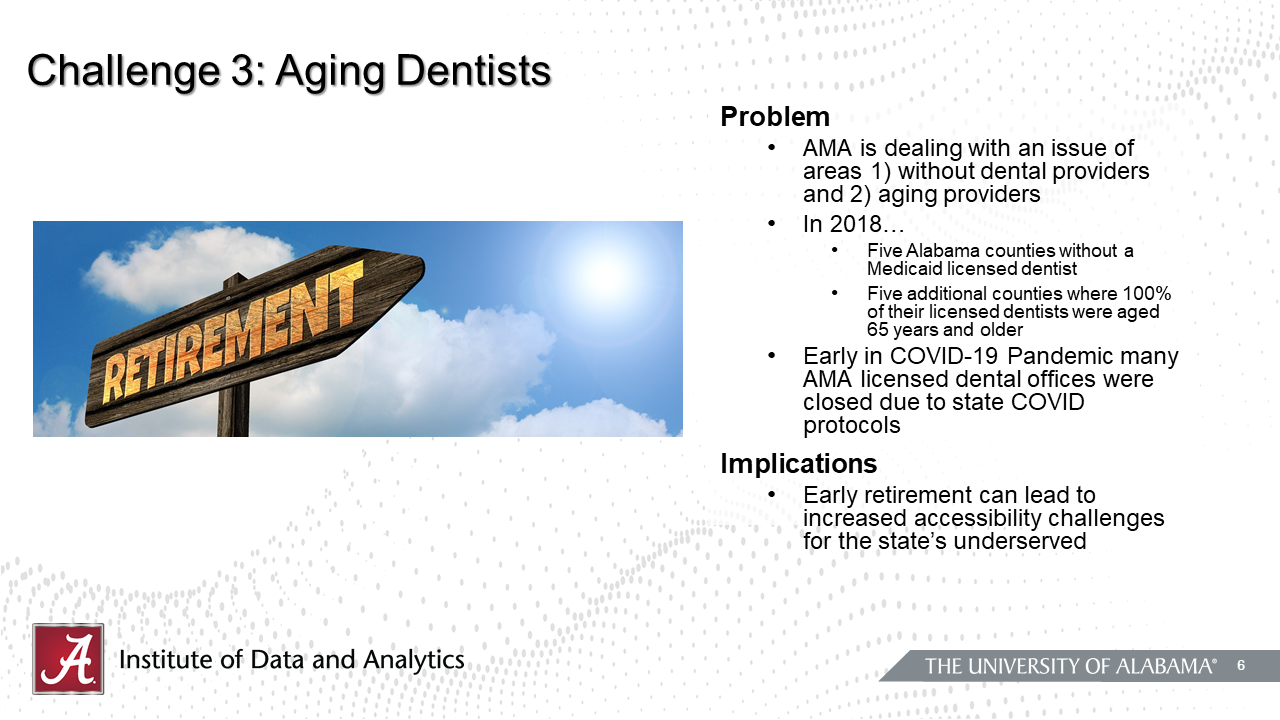 Challenge 3: Aging Dentists
RETIREMENT
Problem
• AMA is dealing with an issue of
areas 1) without dental providers
and 2) aging providers
• In 2018…
• Five Alabama counties without a
Medicaid licensed dentist
• Five additional counties where 100%
of their licensed dentists were aged
65 years and older
• Early in COVID-19 Pandemic many
AMA licensed dental offices were
closed due to state COVID
protocols
Implications
• Early retirement can lead to
increased accessibility challenges
for the state’s underserved
A
Institute of Data and Analytics
THE UNIVERSITY OF ALABAMA® 6